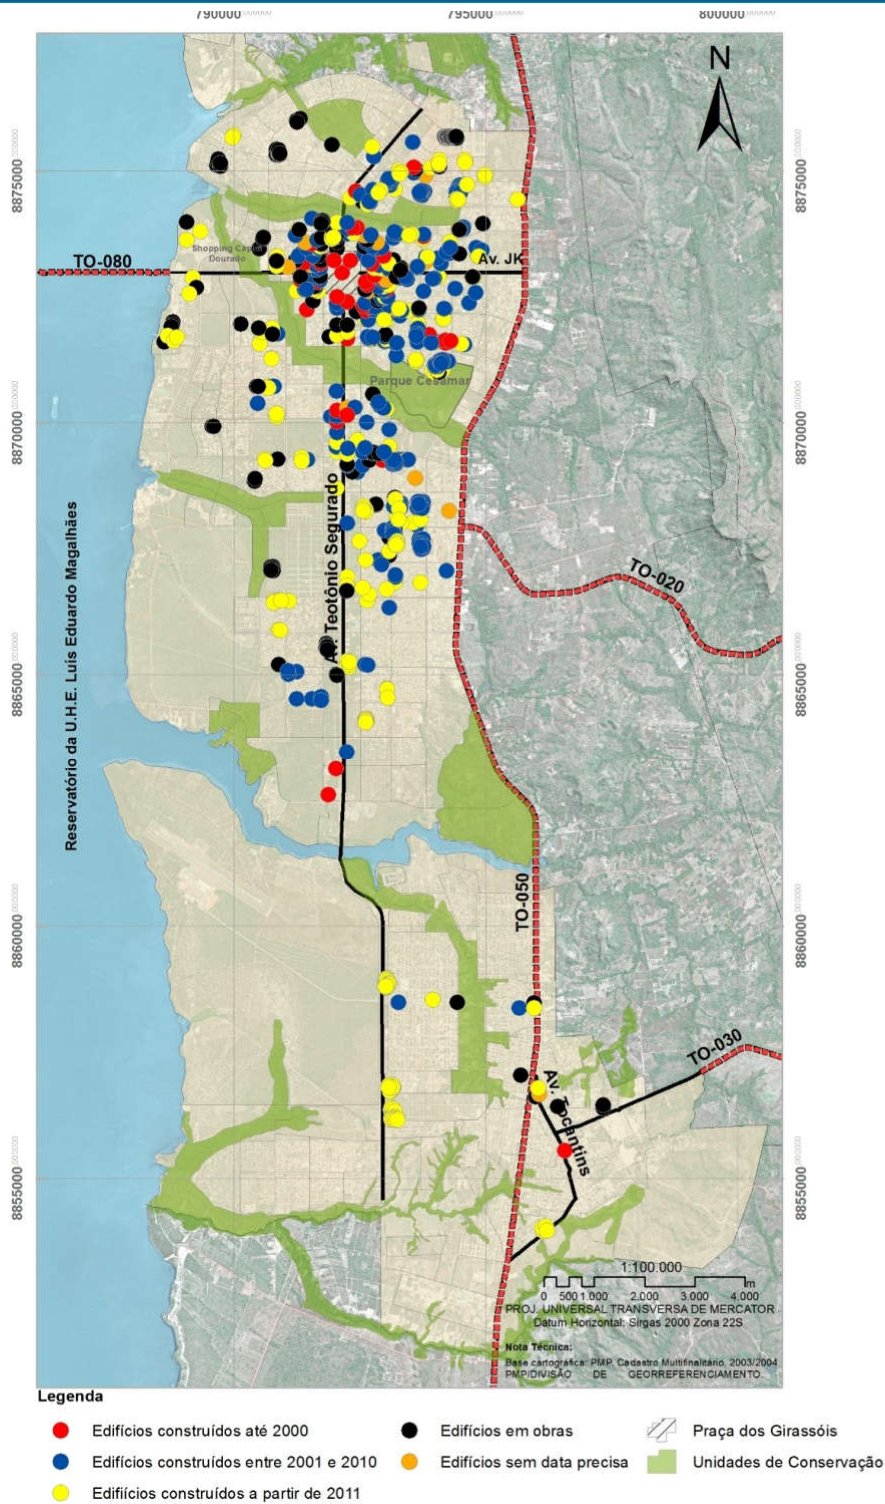 790000 795000 800000
N
8875000 8875000
Shopping Capim
Dourado
TO-080
Av. JK
Parque Cesamar
8870000 8870000
Av. Teotônio Segurado
Reservatório da U.H.E. Luís Eduardo Magalhães
TO-020
8865000 8865000
TO-050
8860000 8860000
TO-030
Av. Tocantins
8855000 8855000
1:100.000
0 500 1.000 2.000 3.000 4.000 m
PROJ. UNIVERSAL TRANSVERSA DE MERCATOR
Datum Horizontal: Sirgas 2000 Zona 22S
Nota Técnica:
Base cartográfica: PMP, Cadastro Multifinalitário, 2003/2004
PMP/DIVISÃO DE GEORREFERENCIAMENTO.
Legenda
Edifícios construídos até 2000
Edifícios em obras
Praça dos Girassóis
Edifícios construídos entre 2001 e 2010
Edifícios sem data precisa
Unidades de Conservação
Edifiícios construídos a partir de 2011